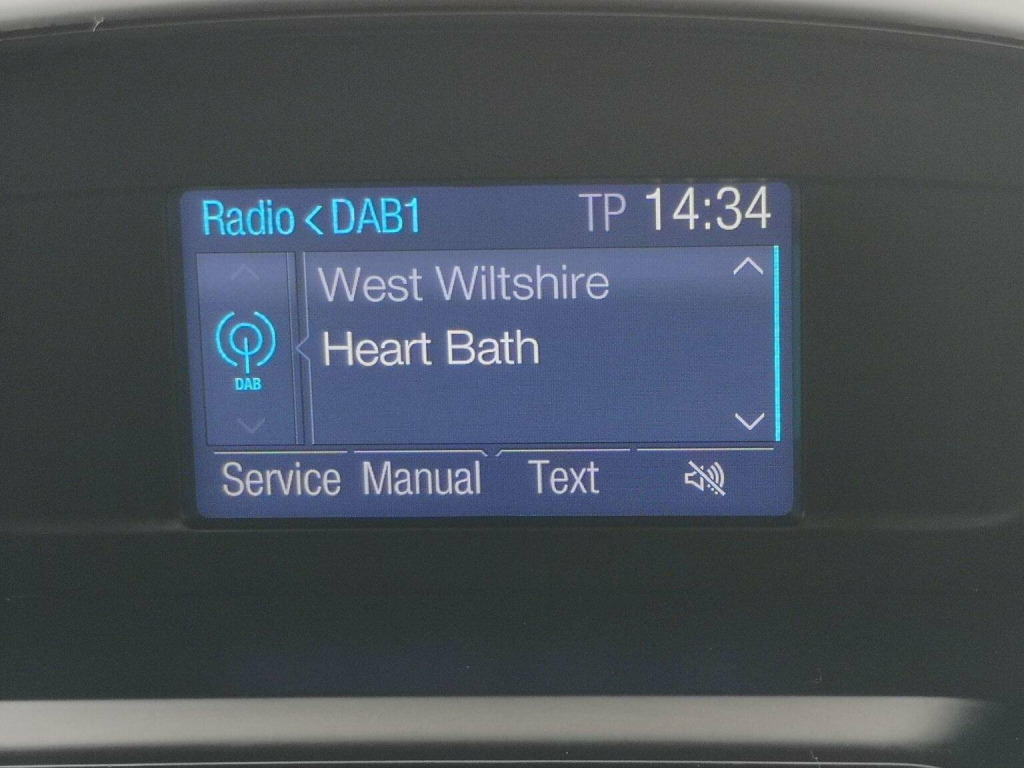 Radio < DAB1 TP 14:34
West Wiltshire
Heart Bath
DAB
Service Manual Text